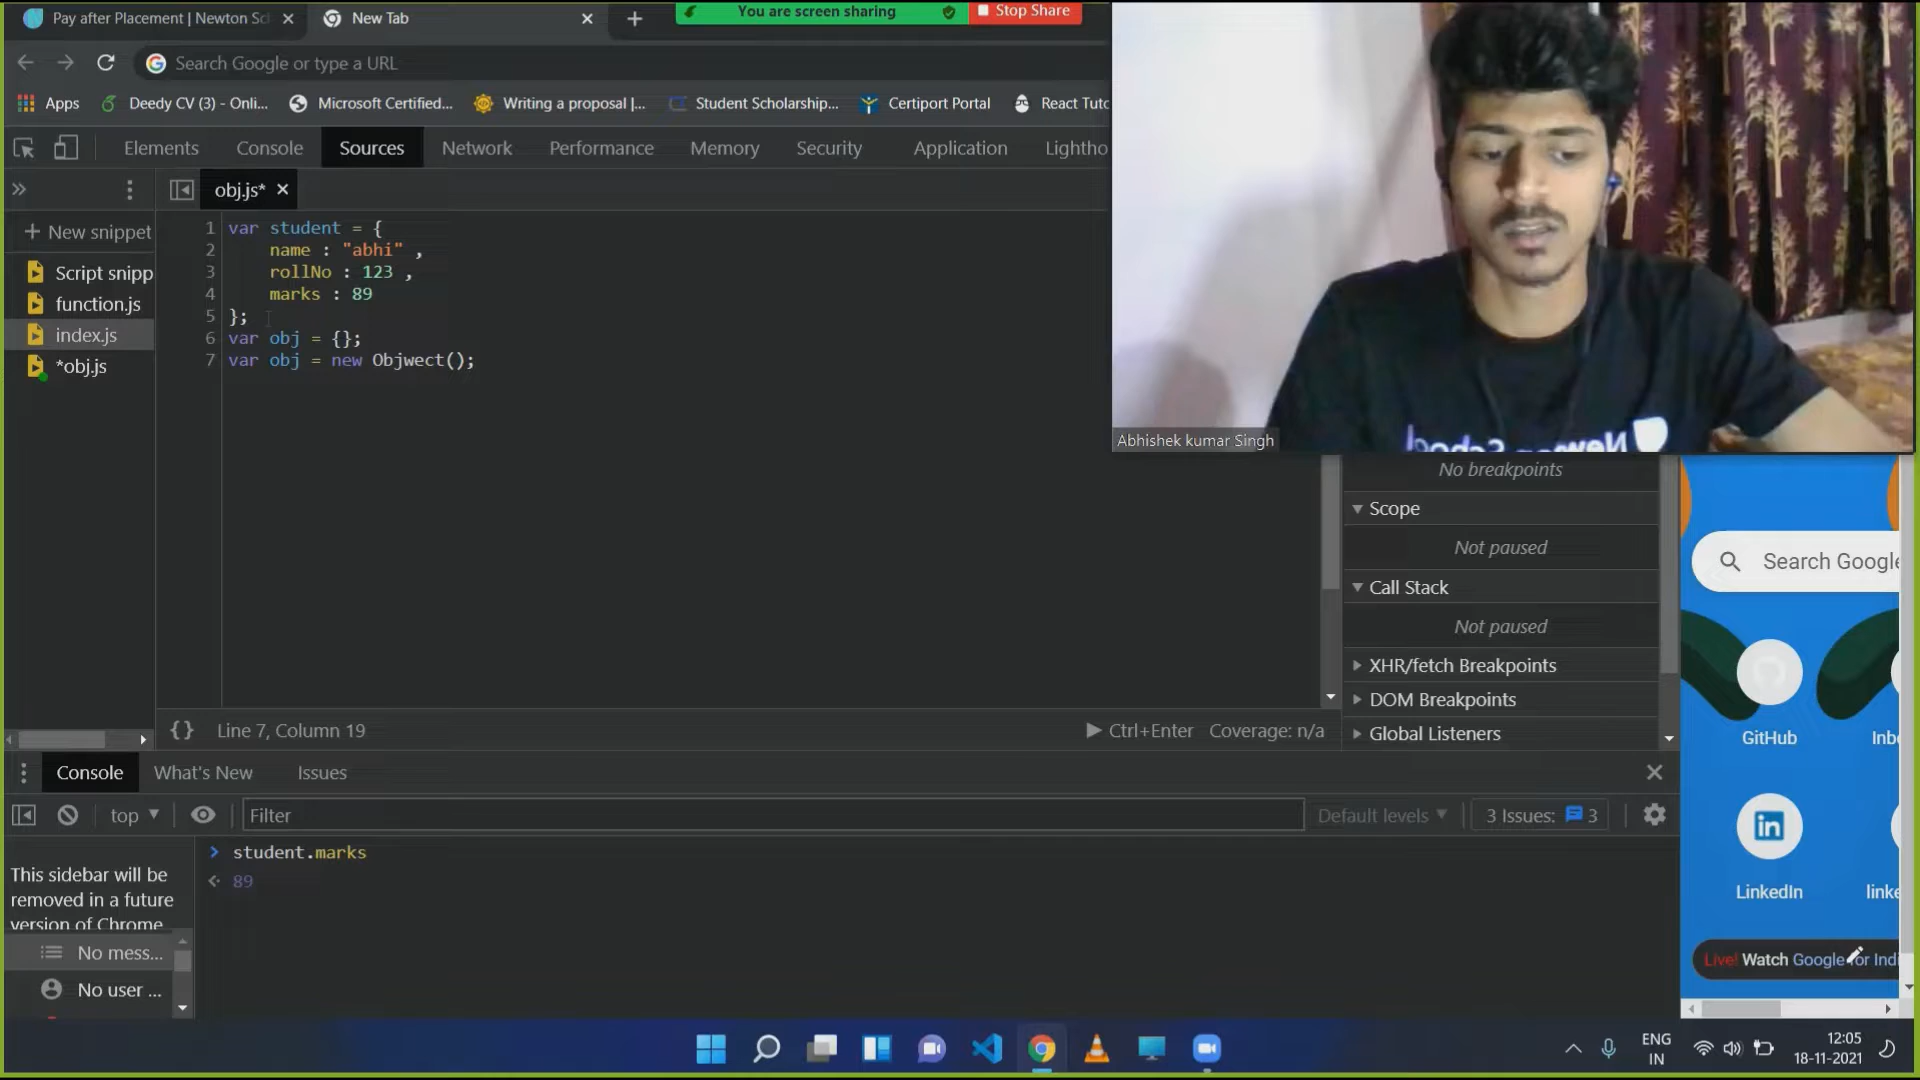 Pay after Placement | Newton Scl
New Tab
You are screen sharing
Stop Share
Search Google or type a URL
Apps
Deedy CV (3) - Onli...
Microsoft Certified...
Writing a proposal |...
Student Scholarship...
Certiport Portal
React Tuto
Elements
Console
Sources
Network
Performance
Memory
Security
Application
Lightho
obj.js*
New snippet
Script snipp
function.js
index.js
*obj.js
1 var student = {
2 name : "abhi" ,
3 rollNo : 123 ,
4 marks : 89
5 };
6 var obj = {};
7 var obj = new Objwect();
Abhishek kumar Singh
No breakpoints
Scope
Not paused
Call Stack
Not paused
XHR/fetch Breakpoints
DOM Breakpoints
Global Listeners
{} Line 7, Column 19
Ctrl+Enter
Coverage: n/a
Search Google
GitHub
Inbo
LinkedIn
linke
Live! Watch Google for Indi
Console
What's New
Issues
top
Filter
Default levels
3 Issues: 3
This sidebar will be
removed in a future
version of Chrome
No mess...
No user ...
> student.marks
89
ENG
IN
12:05
18-11-2021